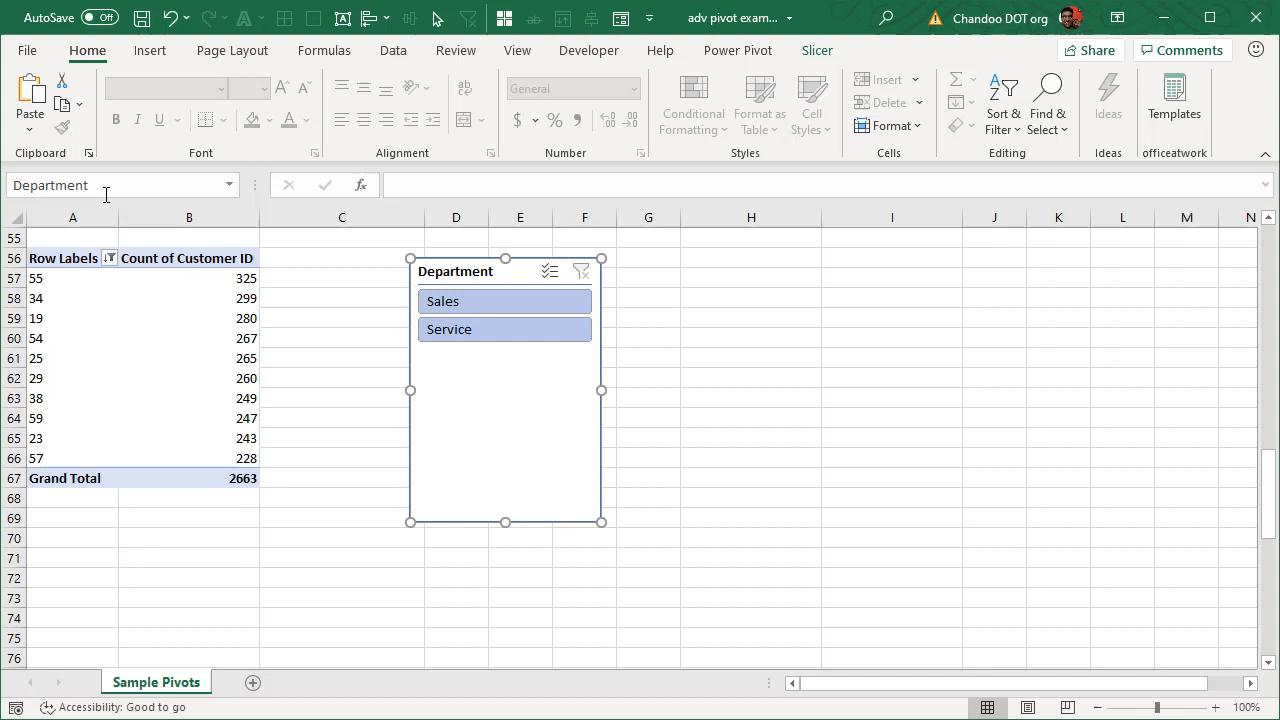 AutoSave Off
adv pivot exam...
Chandoo DOT org
File Home Insert Page Layout Formulas Data Review View Developer Help Power Pivot Slicer
Share Comments
Paste
Clipboard
B I U A
Font
Alignment
General
$ % 9
Number
Conditional Formatting
Format as Table
Cell Styles
Styles
Insert
Delete
Format
Cells
Sort & Filter
Find & Select
Editing
Ideas
Ideas
Templates
officeatwork
Department
fx
A B C D E F G H I J K L M N
55
56 Row Labels Count of Customer ID
57 55 325
58 34 299
59 19 280
60 54 267
61 25 265
62 29 260
63 38 249
64 59 247
65 23 243
66 57 228
67 Grand Total 2663
68
69
70
71
72
73
74
75
76
Department
Sales
Service
Sample Pivots
Accessibility: Good to go
100%